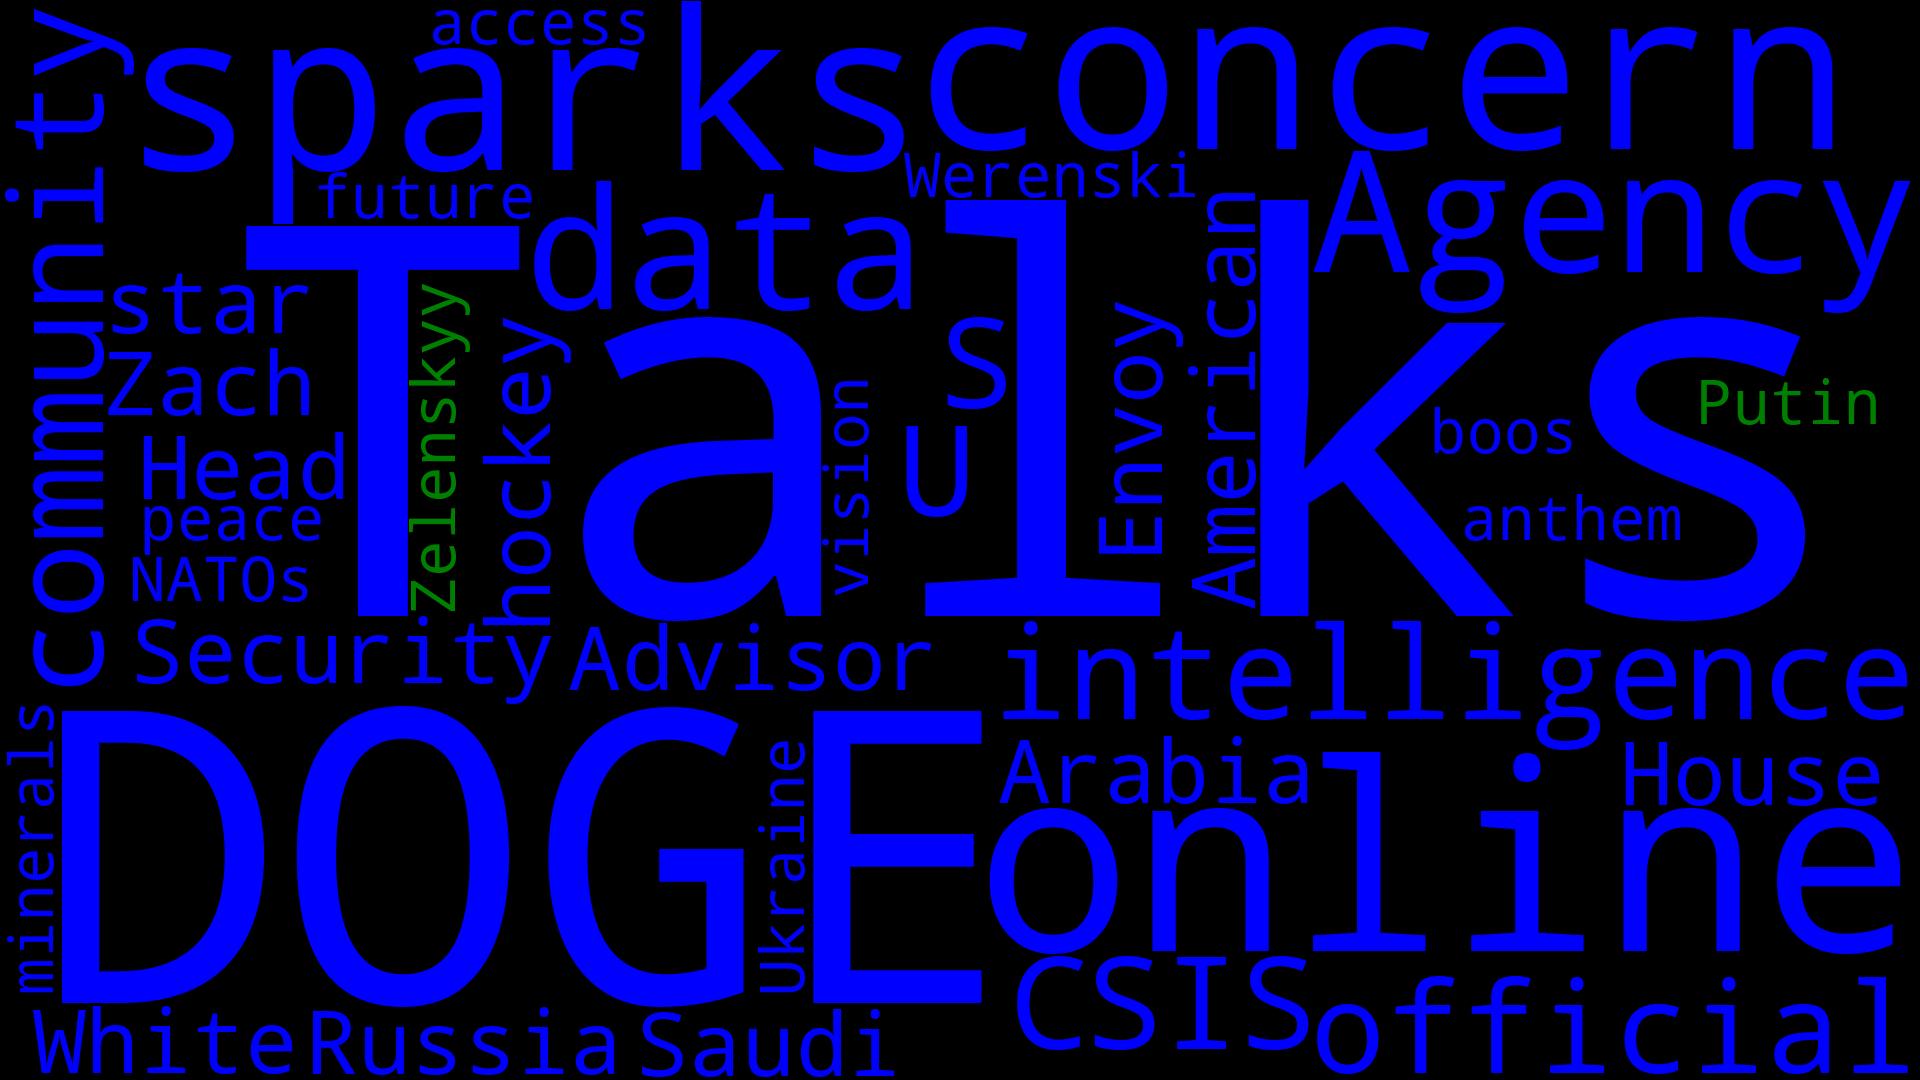 access
sparks
concern
community
future
Werenski
Agency
data
Talks
star
Zach
Zelenskyy
hockey
S
U
vision
Envoy
American
Putin
boos
anthem
Head
peace
NATOs
Security
Advisor
intelligence
minerals
DOGE
Ukraine
Arabia
House
online
CSIS
official
White
Russia
Saudi